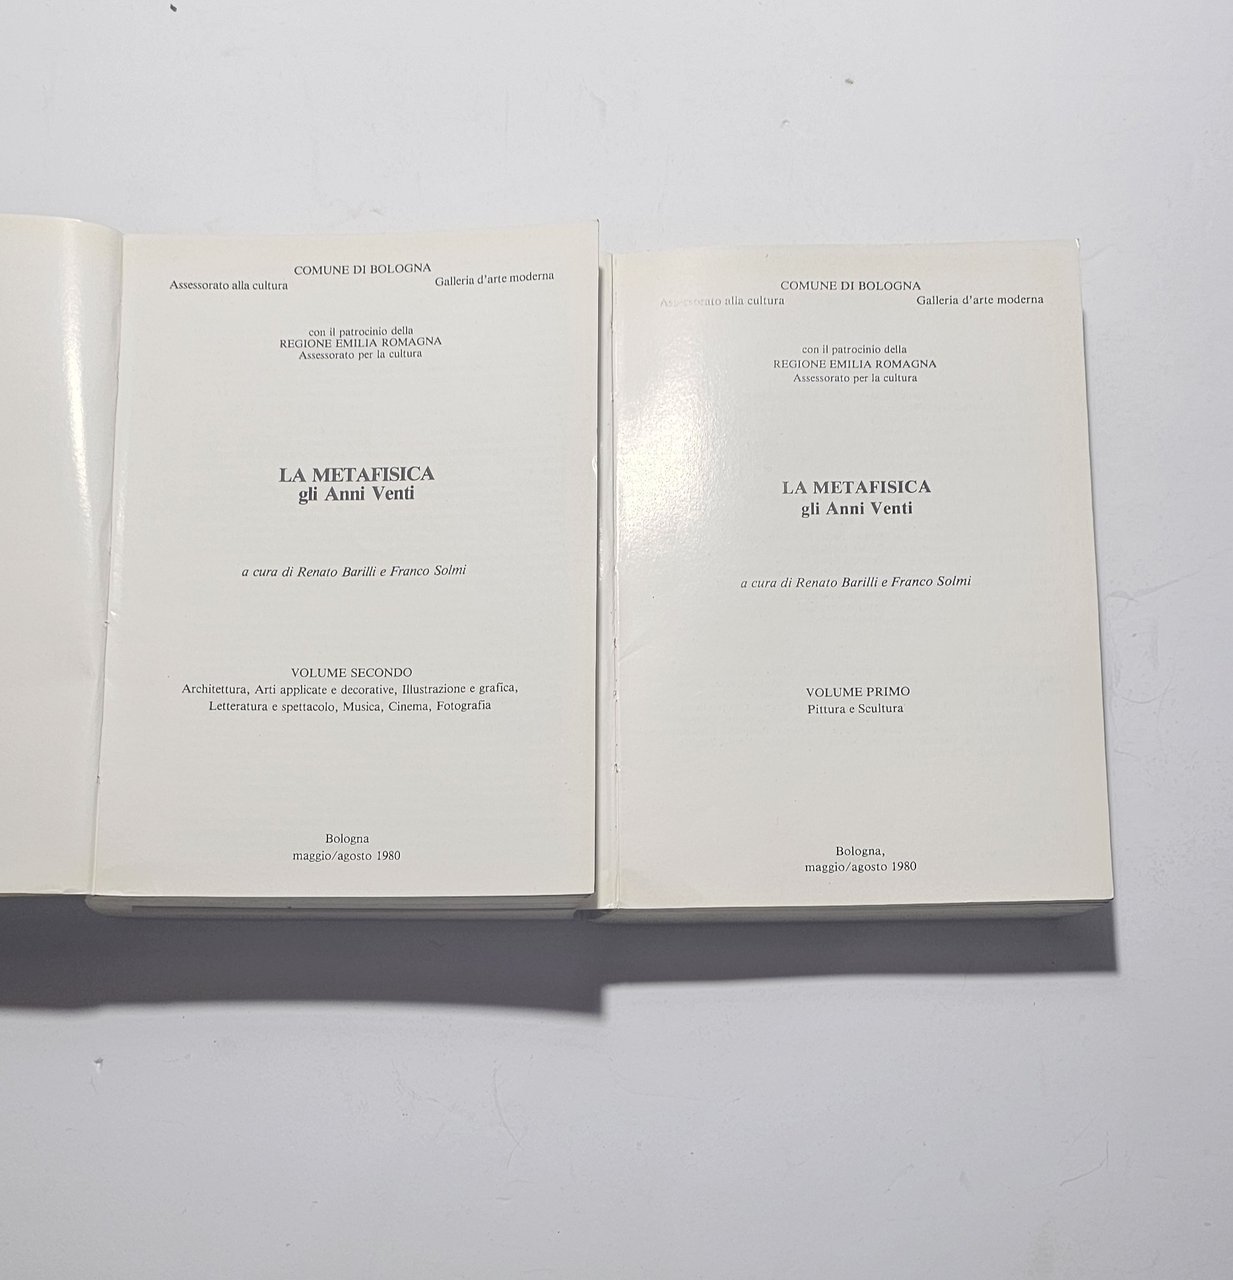 COMUNE DI BOLOGNA
Assessorato alla cultura Galleria d'arte moderna
con il patrocinio della
REGIONE EMILIA ROMAGNA
Assessorato per la cultura
LA METAFISICA
gli Anni Venti
a cura di Renato Barilli e Franco Solmi
VOLUME SECONDO
Architettura, Arti applicate e decorative, Illustrazione e grafica,
Letteratura e spettacolo, Musica, Cinema, Fotografia
Bologna
maggio/agosto 1980
COMUNE DI BOLOGNA
Assessorato alla cultura Galleria d'arte moderna
con il patrocinio della
REGIONE EMILIA ROMAGNA
Assessorato per la cultura
LA METAFISICA
gli Anni Venti
a cura di Renato Barilli e Franco Solmi
VOLUME PRIMO
Pittura e Scultura
Bologna,
maggio/agosto 1980